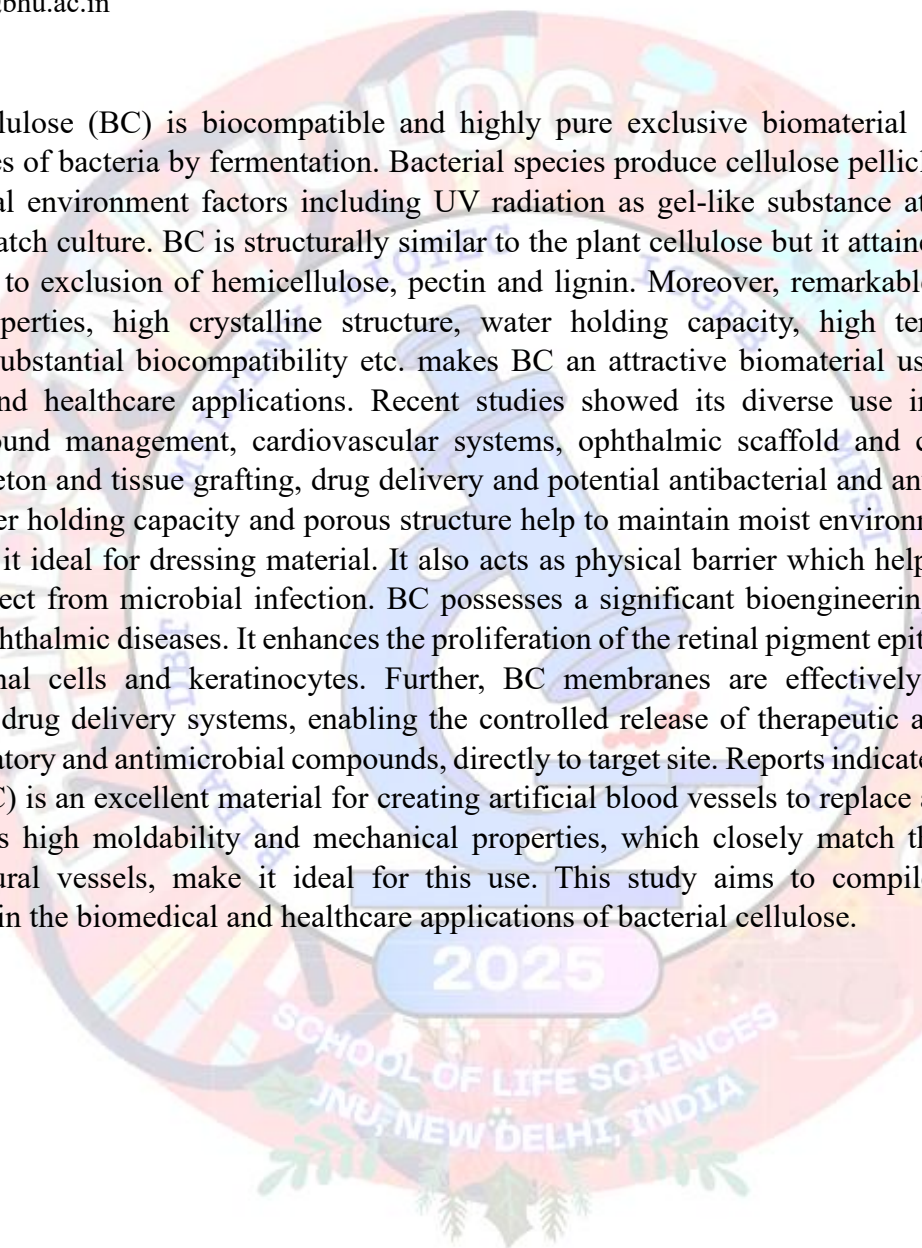 bhu.ac.in
lulose (BC) is biocompatible and highly pure exclusive biomaterial
es of bacteria by fermentation. Bacterial species produce cellulose pellicl
al environment factors including UV radiation as gel-like substance at
atch culture. BC is structurally similar to the plant cellulose but it attaine
to exclusion of hemicellulose, pectin and lignin. Moreover, remarkable
perties, high crystalline structure, water holding capacity, high ter
ubstantial biocompatibility etc. makes BC an attractive biomaterial us
nd healthcare applications. Recent studies showed its diverse use in
ound management, cardiovascular systems, ophthalmic scaffold and c
eton and tissue grafting, drug delivery and potential antibacterial and an
er holding capacity and porous structure help to maintain moist environm
it ideal for dressing material. It also acts as physical barrier which help
ect from microbial infection. BC possesses a significant bioengineerin
hthalmic diseases. It enhances the proliferation of the retinal pigment epit
nal cells and keratinocytes. Further, BC membranes are effectively
drug delivery systems, enabling the controlled release of therapeutic a
atory and antimicrobial compounds, directly to target site. Reports indicate
C) is an excellent material for creating artificial blood vessels to replace a
s high moldability and mechanical properties, which closely match th
ural vessels, make it ideal for this use. This study aims to compile
in the biomedical and healthcare applications of bacterial cellulose.
2025
SCHOOL OF LIFE SCIENCES
JNU, NEW DELHI, INDIA